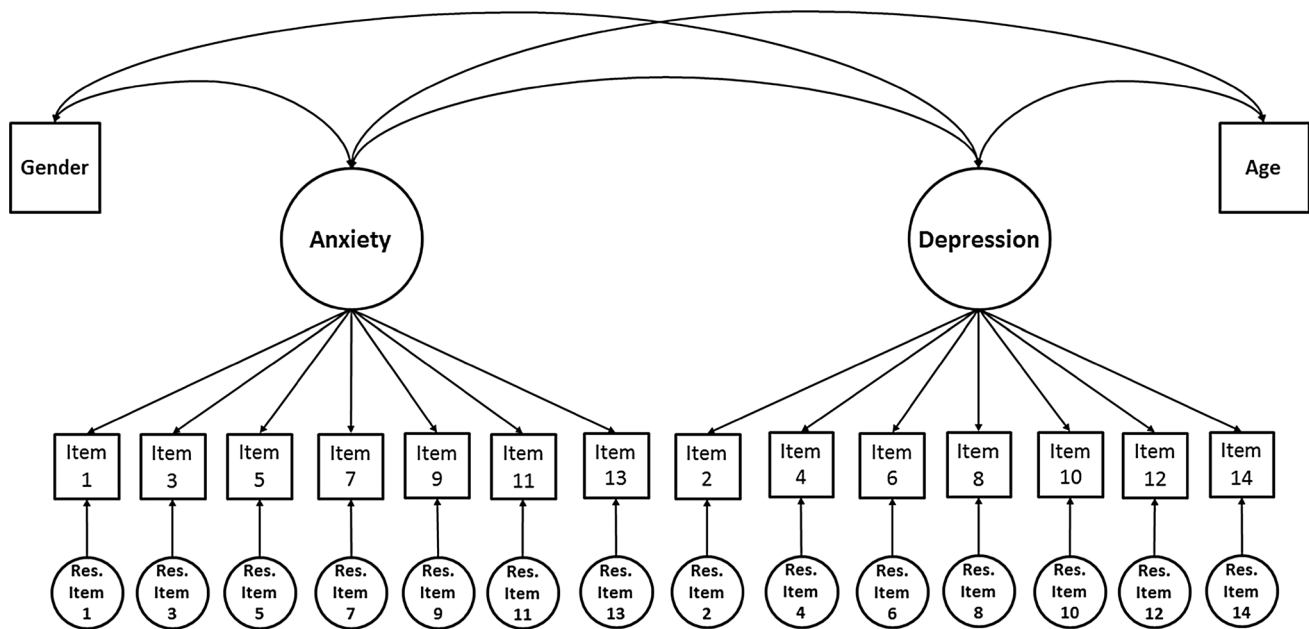 Gender
Age
Anxiety
Depression
Item
1
Item
3
Item
5
Item
7
Item
9
Item
11
Item
13
Item
2
Item
4
Item
6
Item
8
Item
10
Item
12
Item
14
Res.
Item
1
Res.
Item
3
Res.
Item
5
Res.
Item
7
Res.
Item
9
Res.
Item
11
Res.
Item
13
Res.
Item
2
Res.
Item
4
Res.
Item
6
Res.
Item
8
Res.
Item
10
Res.
Item
12
Res.
Item
14